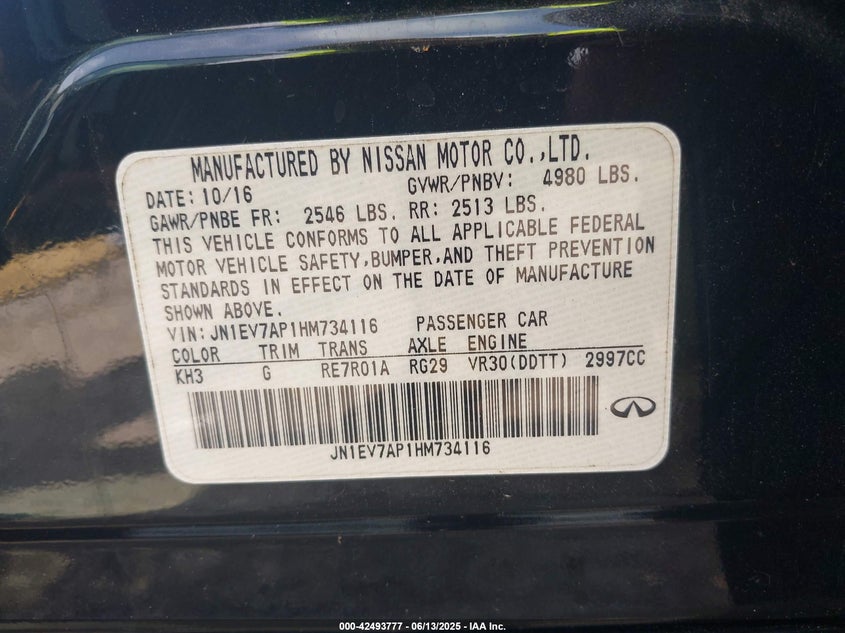 MANUFACTURED BY NISSAN MOTOR CO.,LTD.
DATE: 10/16 GVWR/PNBV: 4980 LBS.
GAWR/PNBE FR: 2546 LBS. RR: 2513 LBS.
THIS VEHICLE CONFORMS TO ALL APPLICABLE FEDERAL
MOTOR VEHICLE SAFETY,BUMPER,AND THEFT PREVENTION
STANDARDS IN EFFECT ON THE DATE OF MANUFACTURE
SHOWN ABOVE.
VIN: JN1EV7AP1HM734116 PASSENGER CAR
COLOR TRIM TRANS AXLE ENGINE
KH3 G RE7R01A RG29 VR30(DDTT) 2997CC
JN1EV7AP1HM734116
000-42493777 - 06/13/2025 - IAA Inc.